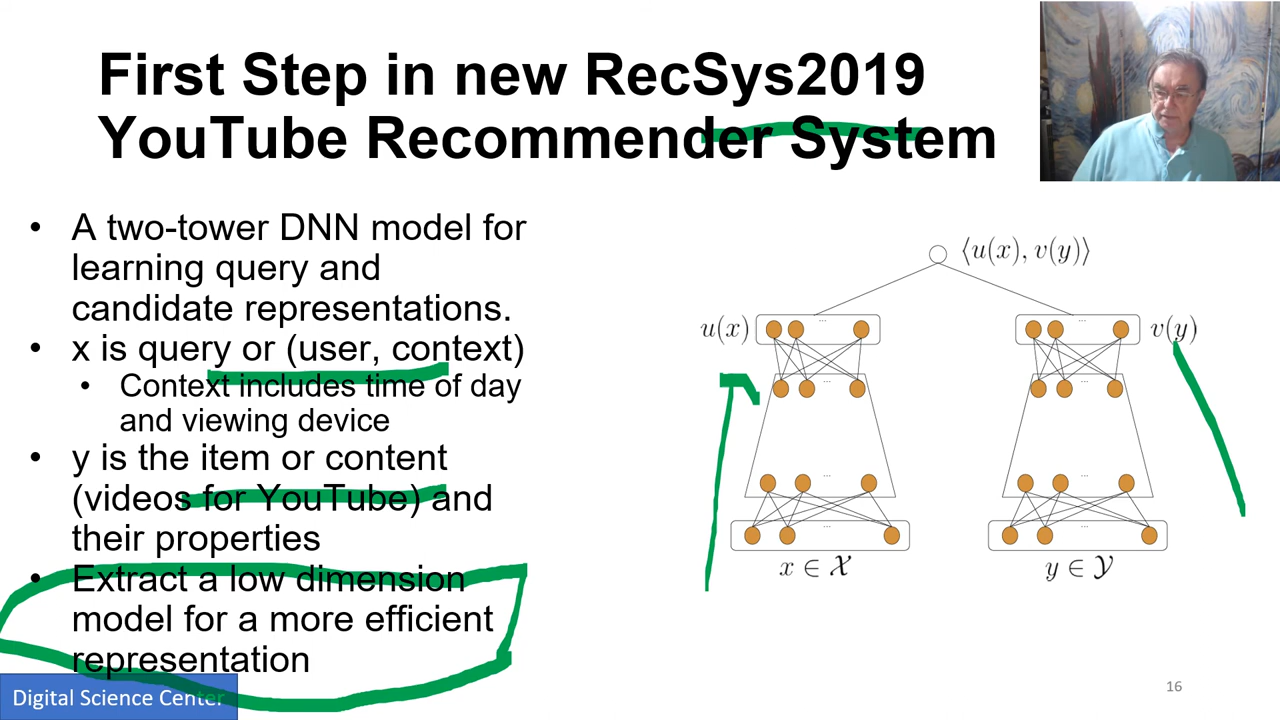 First Step in new RecSys2019
YouTube Recommender System
• A two-tower DNN model for
learning query and
candidate representations.
• x is query or (user, context)
• Context includes time of day
and viewing device
• y is the item or content
(videos for YouTube) and
their properties
• Extract a low dimension
model for a more efficient
representation
⟨u(x), v(y)⟩
u(x)
...
...
v(y)
...
...
...
...
...
...
x ∈ 𝒳
y ∈ 𝒴
Digital Science Center
16